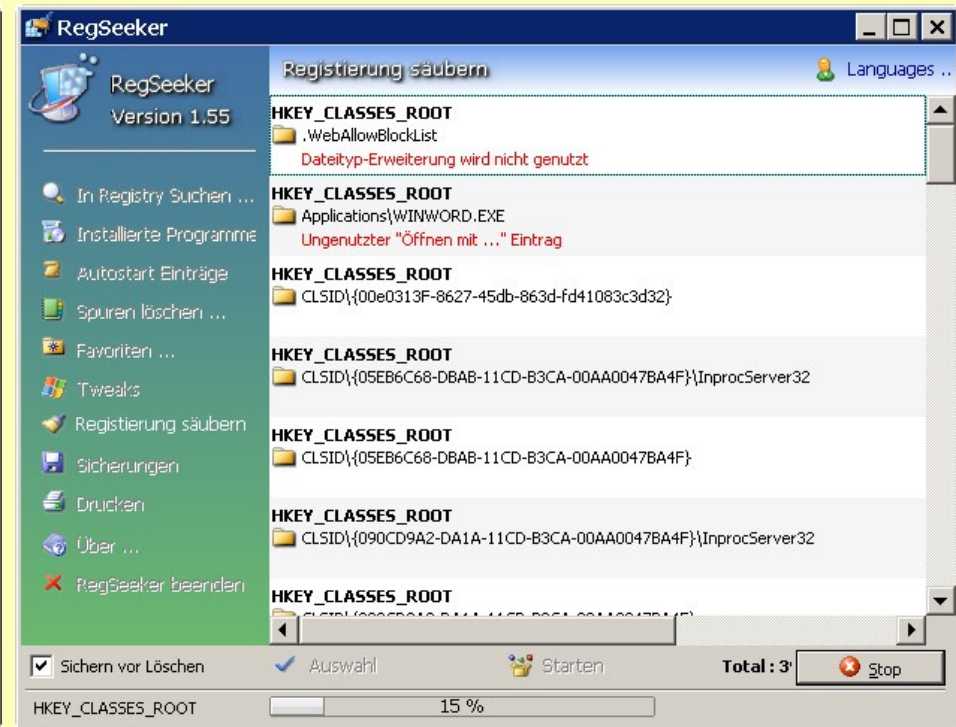 RegSeeker
RegSeeker
Version 1.55
Registierung säubern
Languages ..
In Registry Suchen ...
Installierte Programme
Autostart Einträge
Spuren löschen ...
Favoriten ...
Tweaks
Registierung säubern
Sicherungen
Drucken
Über ...
RegSeeker beenden
HKEY_CLASSES_ROOT
.WebAllowBlockList
Dateityp-Erweiterung wird nicht genutzt
HKEY_CLASSES_ROOT
Applications\WINWORD.EXE
Ungenutzter "Öffnen mit ..." Eintrag
HKEY_CLASSES_ROOT
CLSID\{00e0313F-8627-45db-863d-fd41083c3d32}
HKEY_CLASSES_ROOT
CLSID\{05EB6C68-DBAB-11CD-B3CA-00AA0047BA4F}\InprocServer32
HKEY_CLASSES_ROOT
CLSID\{05EB6C68-DBAB-11CD-B3CA-00AA0047BA4F}
HKEY_CLASSES_ROOT
CLSID\{090CD9A2-DA1A-11CD-B3CA-00AA0047BA4F}\InprocServer32
HKEY_CLASSES_ROOT
Sichern vor Löschen
Auswahl
Starten
Total : 3
Stop
HKEY_CLASSES_ROOT
15 %